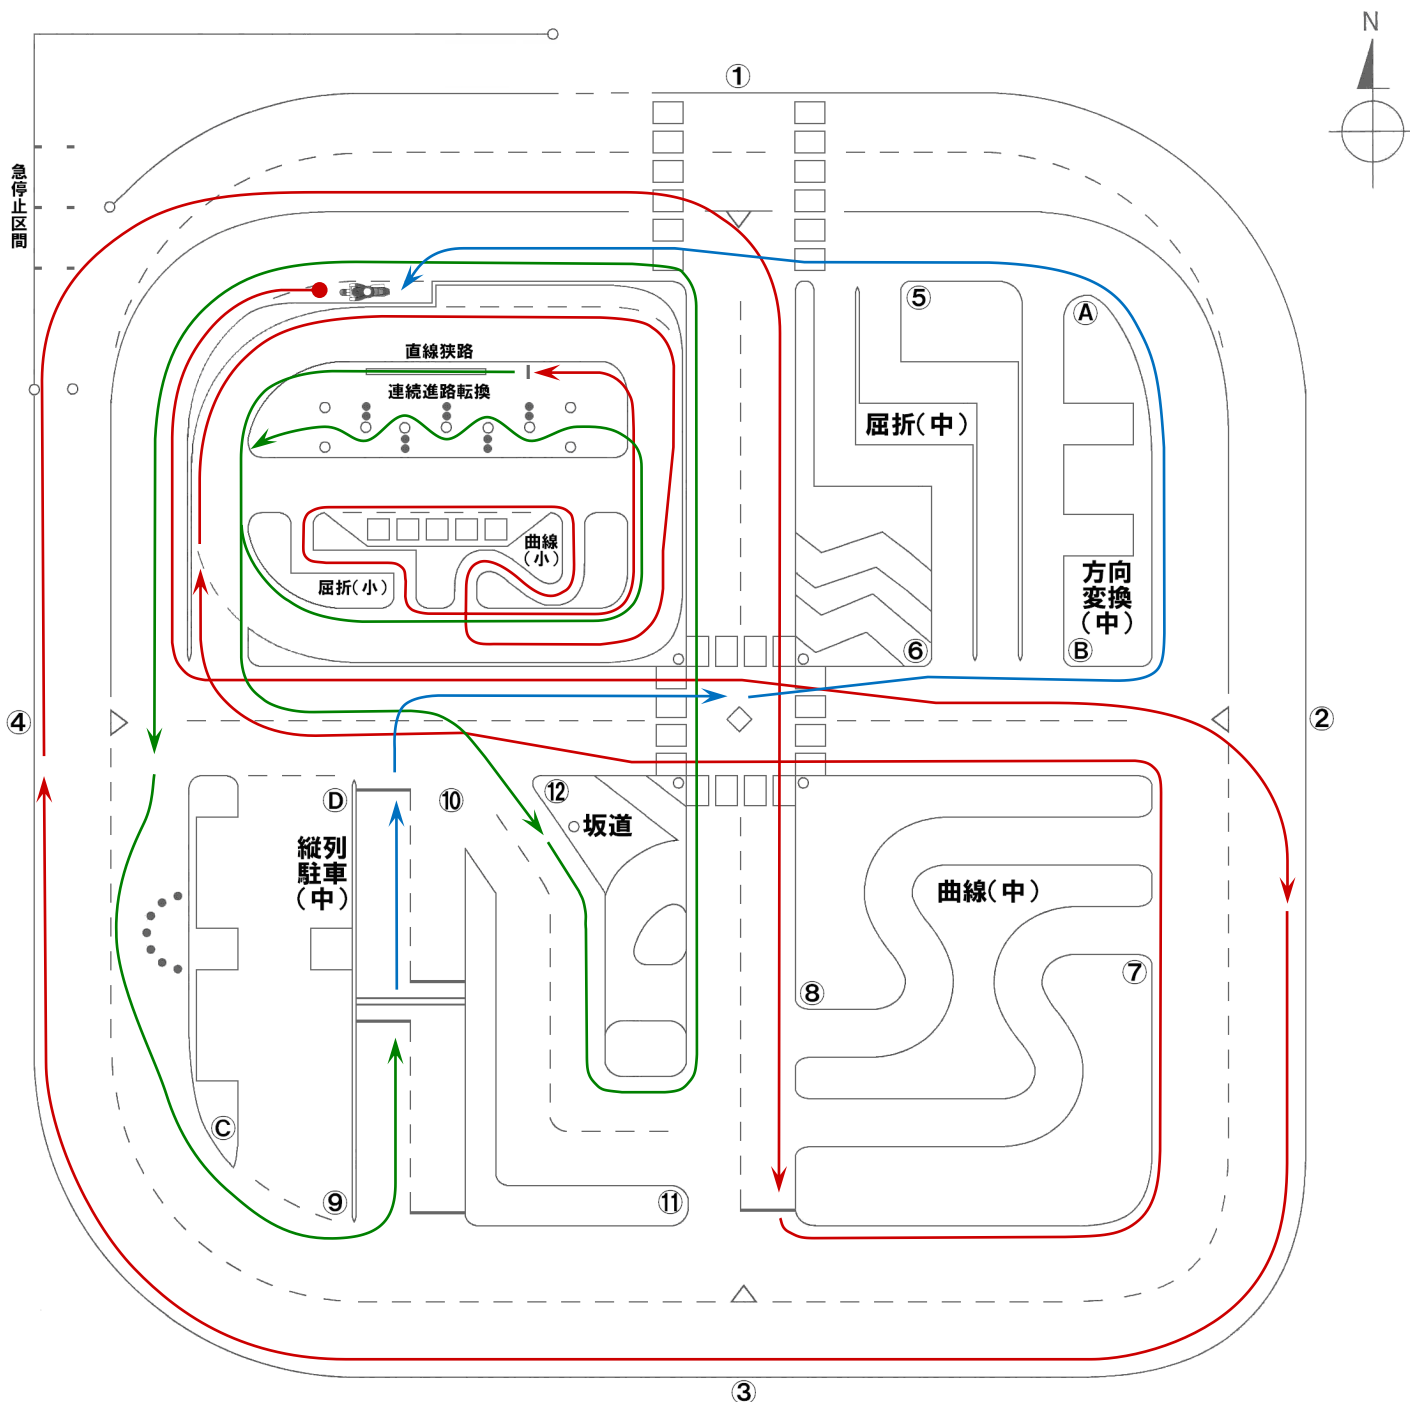 N
①
急停止区間
⑤
Ⓐ
直線狭路
連続進路転換
屈折(中)
曲線
(小)
屈折(小)
方向
変換
(中)
⑥
Ⓑ
④
②
Ⓓ
⑩
⑫
坂道
縦列
駐車
(中)
曲線(中)
⑦
⑧
Ⓒ
⑨
⑪
③